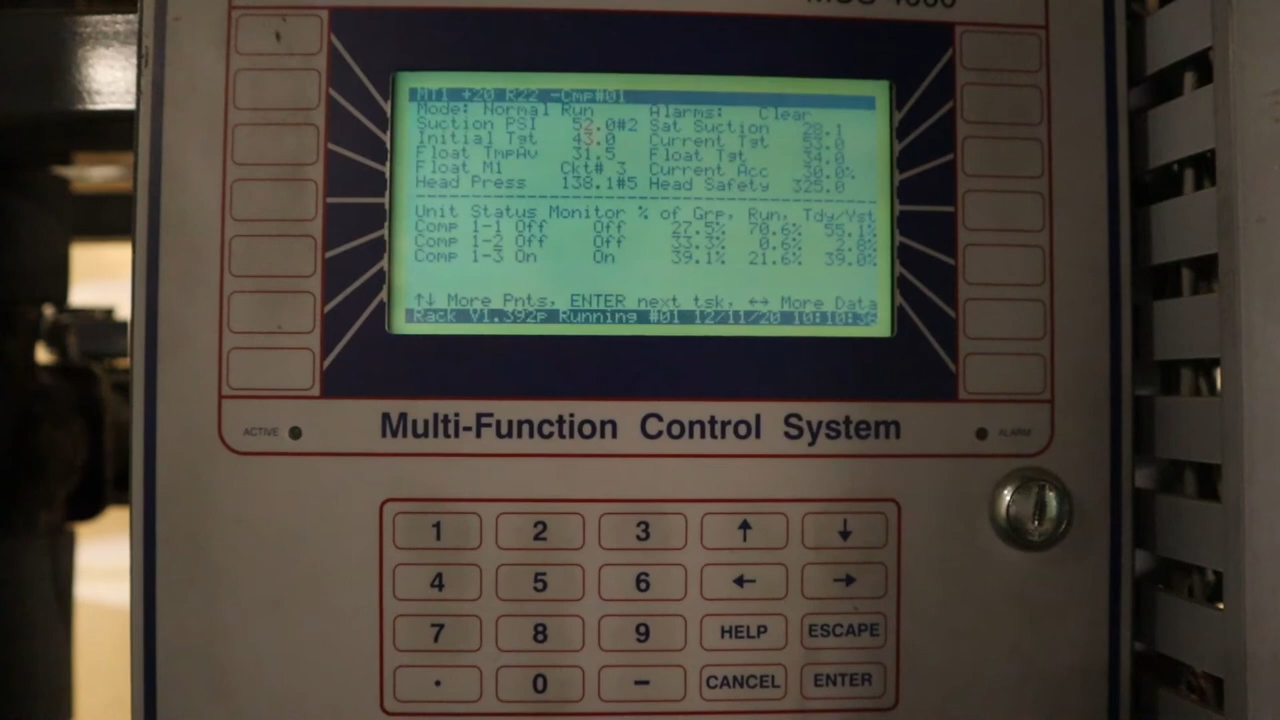 MT1 +20 R22 -Cmp#01
Mode: Normal Run Alarms: Clear
Suction PSI 52.0#2 Sat Suction 28.1
Initial Tgt 43.0 Current Tgt 53.0
Float TmpAv 31.5 Float Tgt 34.0
Float M1 Ckt# 3 Current Acc 30.0%
Head Press 138.1#5 Head Safety 325.0
Unit Status Monitor % of Grp, Run, Tdy/Yst
Comp 1-1 Off Off 27.5% 70.6% 55.1%
Comp 1-2 Off Off 33.3% 0.6% 2.8%
Comp 1-3 On On 39.1% 21.6% 39.0%
↑↓ More Pnts, ENTER next tsk, ↔ More Data
Rack V1.392p Running #01 12/11/20 10:10:36
ACTIVE Multi-Function Control System ALARM
1 2 3 ↑ ↓
4 5 6 ← →
7 8 9 HELP ESCAPE
. 0 - CANCEL ENTER